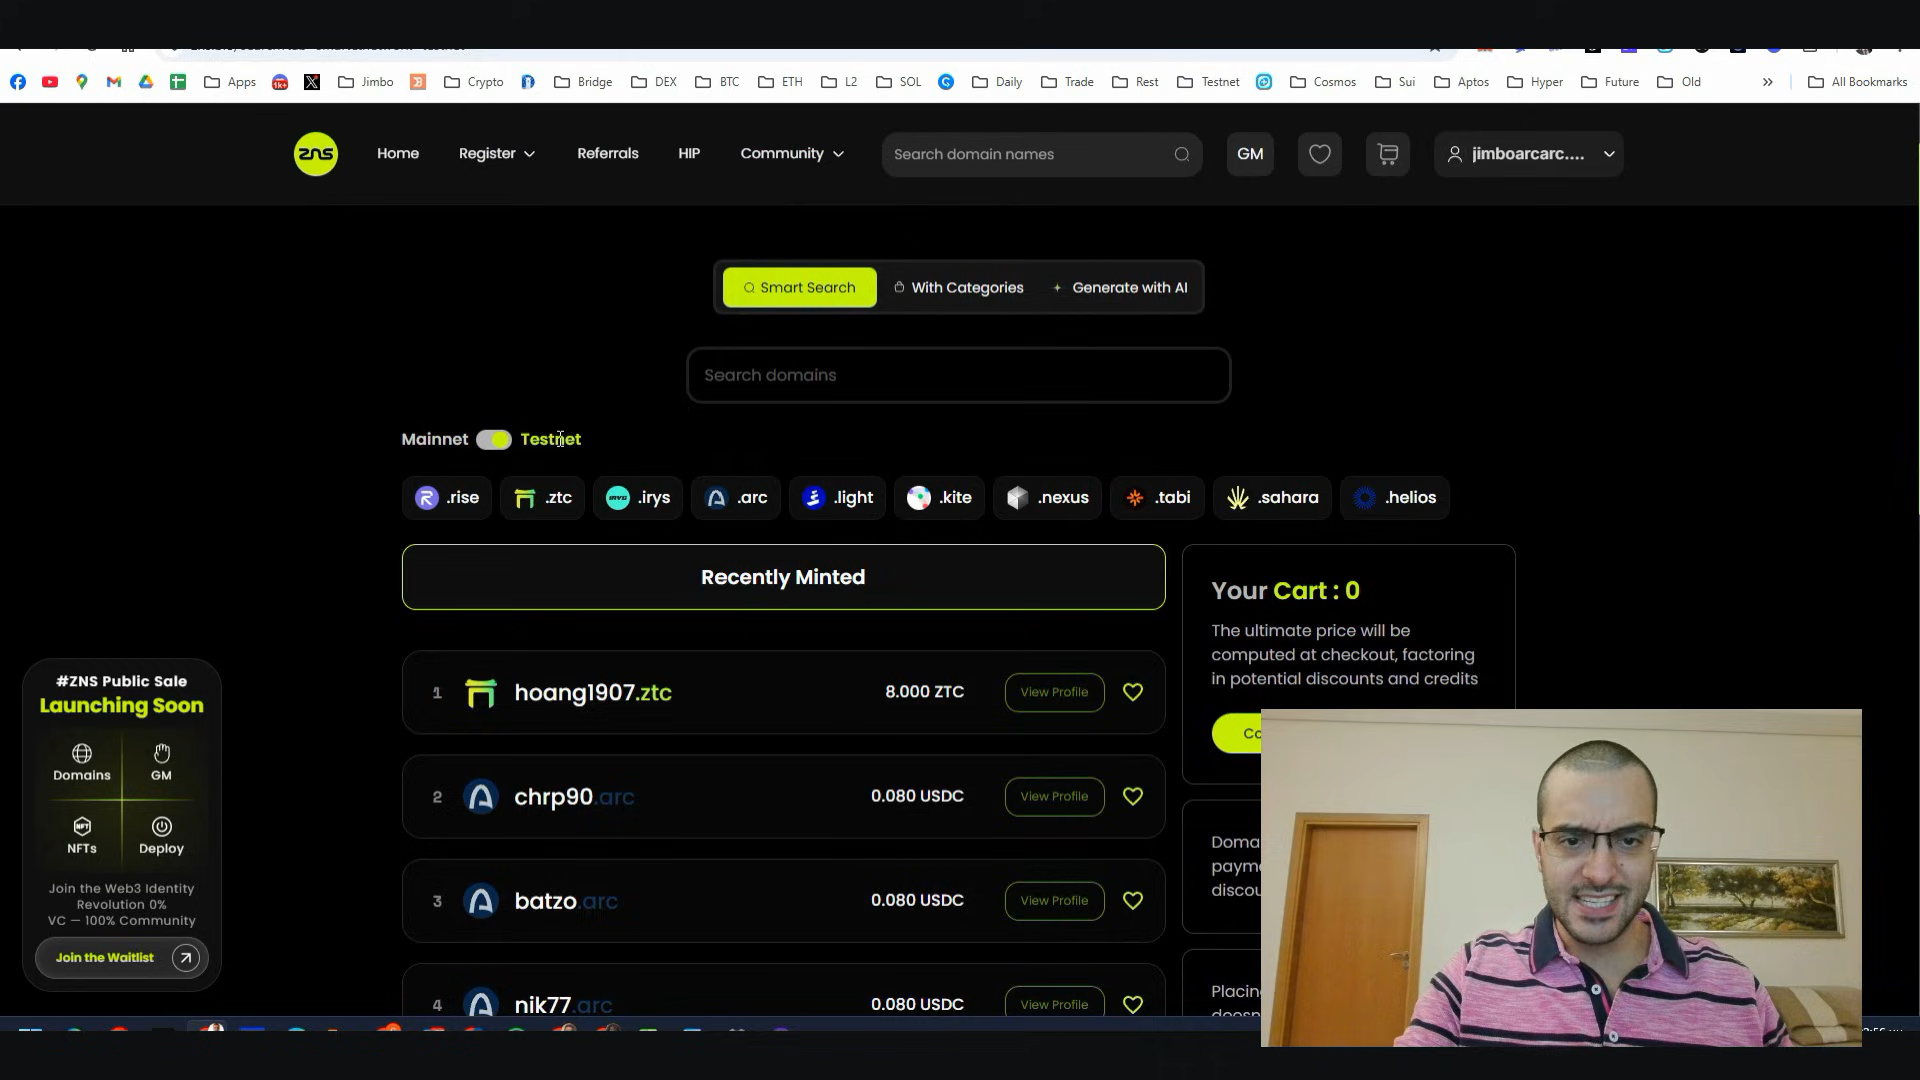 Apps
Jimbo
Crypto
Bridge
DEX
BTC
ETH
L2
SOL
Daily
Trade
Rest
Testnet
Cosmos
Sui
Aptos
Hyper
Future
Old
All Bookmarks
ZNS
Home
Register
Referrals
HIP
Community
Search domain names
GM
jimboarcarc....
Smart Search
With Categories
Generate with AI
Search domains
Mainnet
Testnet
.rise
.ztc
.irys
.arc
.light
.kite
.nexus
.tabi
.sahara
.helios
Recently Minted
1
hoang1907.ztc
8.000 ZTC
View Profile
2
chrp90.arc
0.080 USDC
View Profile
3
batzo.arc
0.080 USDC
View Profile
4
nik77.arc
0.080 USDC
View Profile
Your Cart : 0
The ultimate price will be
computed at checkout, factoring
in potential discounts and credits
#ZNS Public Sale
Launching Soon
Domains
GM
NFT
NFTs
Deploy
Join the Web3 Identity
Revolution 0%
VC — 100% Community
Join the Waitlist